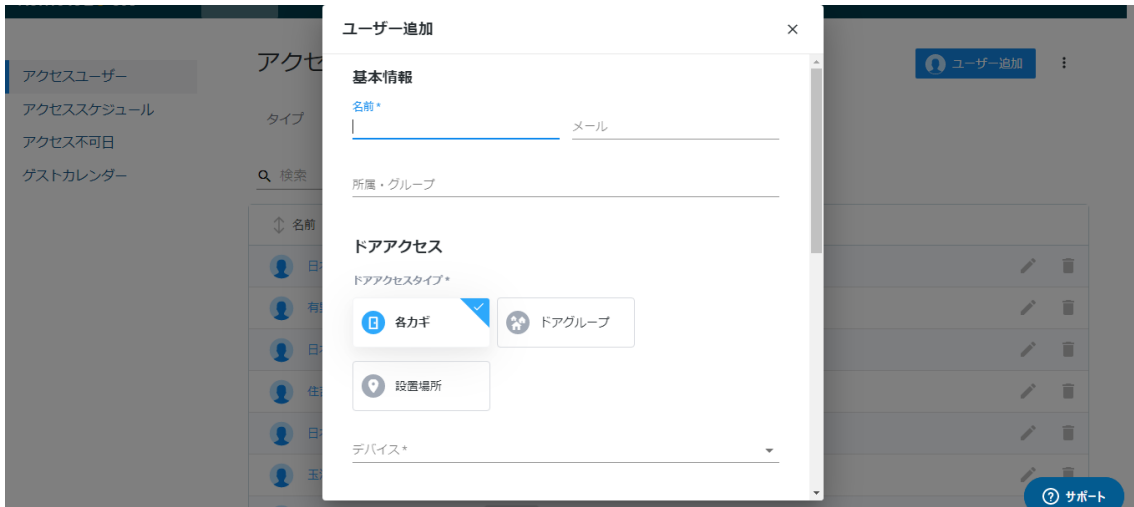 ユーザー追加
×
アクセスユーザー
アクセススケジュール
アクセス不可日
ゲストカレンダー
アクセ
ユーザー追加
タイプ
検索
名前
基本情報
名前*
メール
所属・グループ
ドアアクセス
ドアアクセスタイプ*
各カギ
ドアグループ
設置場所
デバイス*
サポート